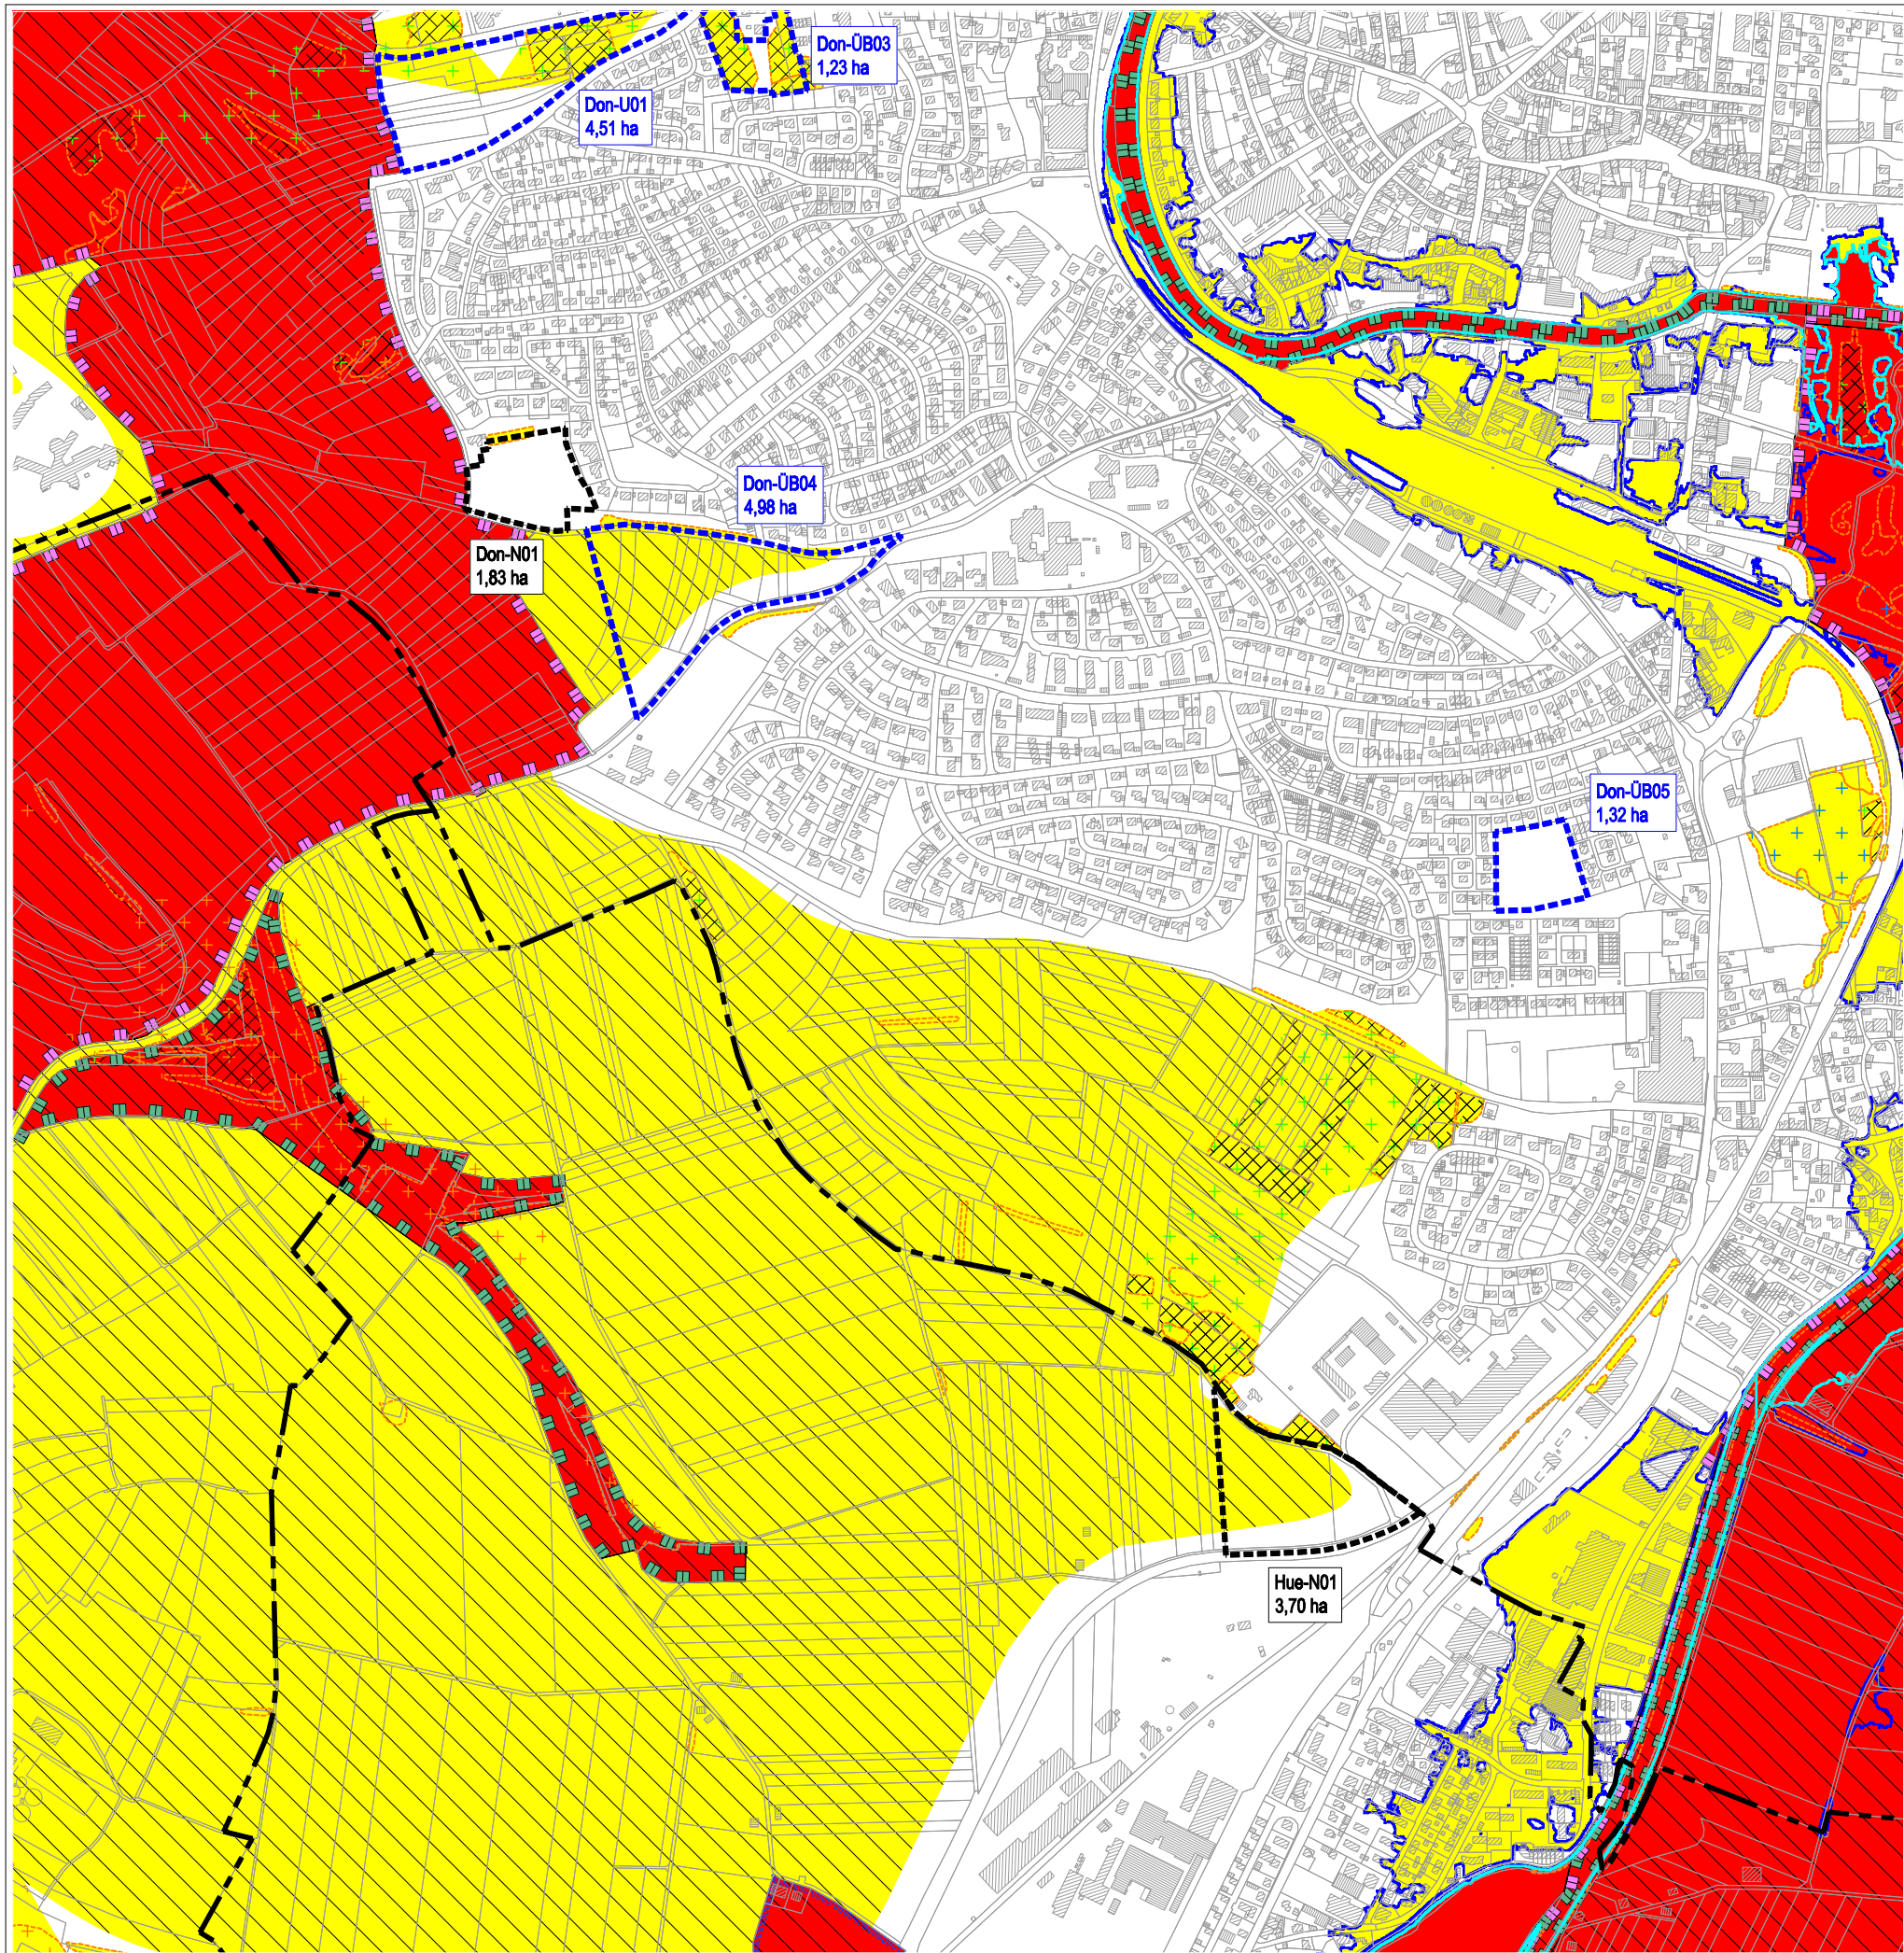 Don-ÜB03
1,23 ha
Don-U01
4,51 ha
Don-ÜB04
4,98 ha
Don-N01
1,83 ha
Don-ÜB05
1,32 ha
Hue-N01
3,70 ha